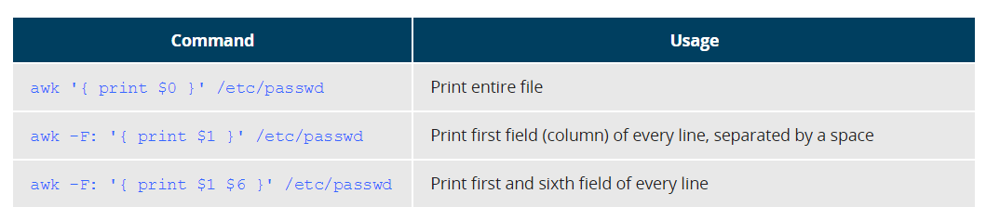 Command Usage
awk '{ print $0 }' /etc/passwd Print entire file
awk -F: '{ print $1 }' /etc/passwd Print first field (column) of every line, separated by a space
awk -F: '{ print $1 $6 }' /etc/passwd Print first and sixth field of every line